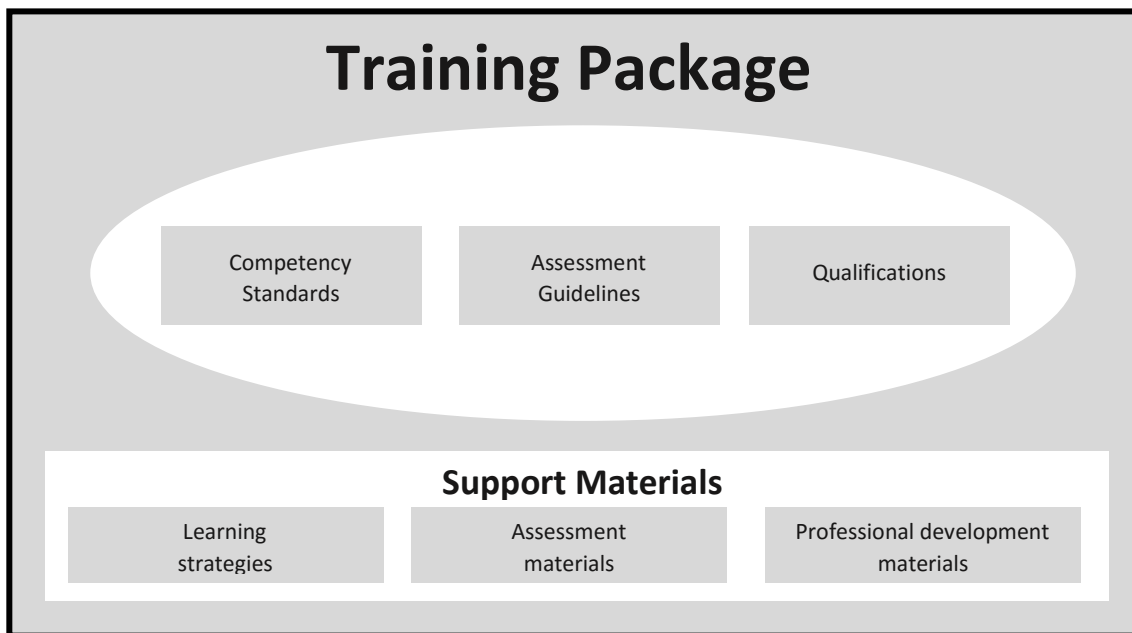 Training Package
Competency
Standards
Assessment
Guidelines
Qualifications
Support Materials
Learning
strategies
Assessment
materials
Professional development
materials